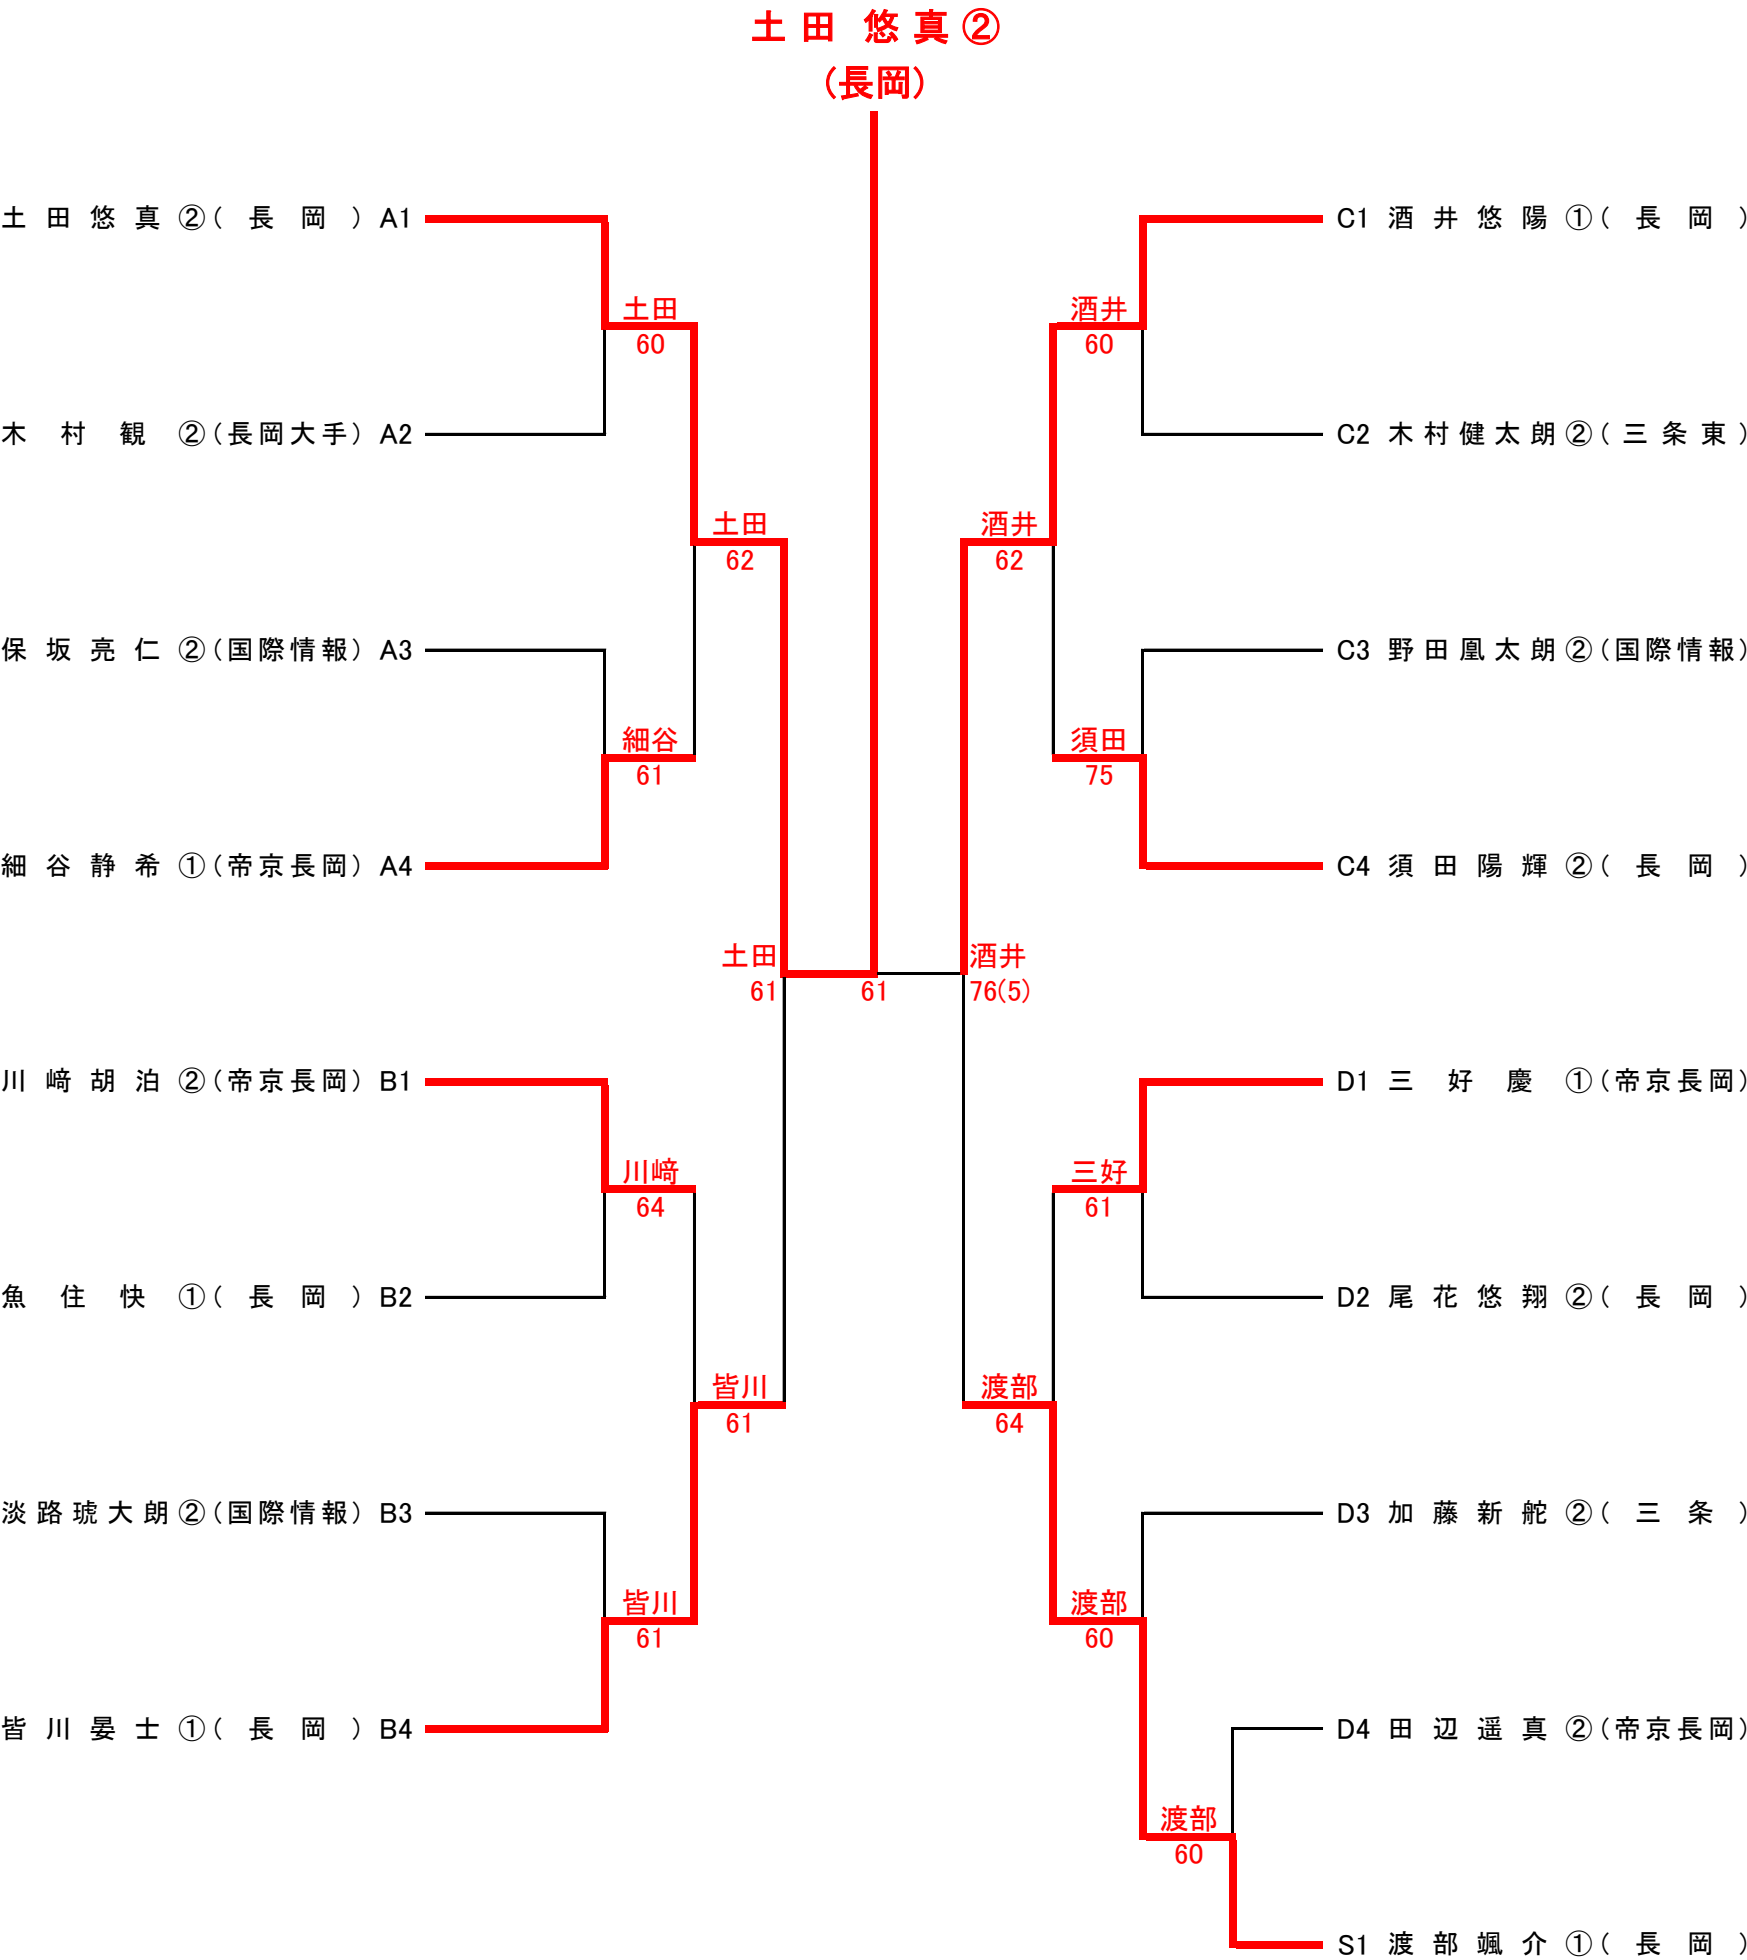 土田 悠真②
(長岡)
土田悠真②(長岡)A1
C1 酒井悠陽①(長岡)
土田
60
酒井
60
木村観②(長岡大手)A2
C2 木村健太朗②(三条東)
土田
62
酒井
62
保坂亮仁②(国際情報)A3
C3 野田凰太朗②(国際情報)
細谷
61
須田
75
細谷静希①(帝京長岡)A4
C4 須田陽輝②(長岡)
土田
61
61
酒井
76(5)
川﨑胡泊②(帝京長岡)B1
D1 三好慶①(帝京長岡)
川﨑
64
三好
61
魚住快①(長岡)B2
D2 尾花悠翔②(長岡)
皆川
61
渡部
64
淡路琥大朗②(国際情報)B3
D3 加藤新舵②(三条)
皆川
61
渡部
60
皆川晏士①(長岡)B4
D4 田辺遥真②(帝京長岡)
渡部
60
S1 渡部颯介①(長岡)